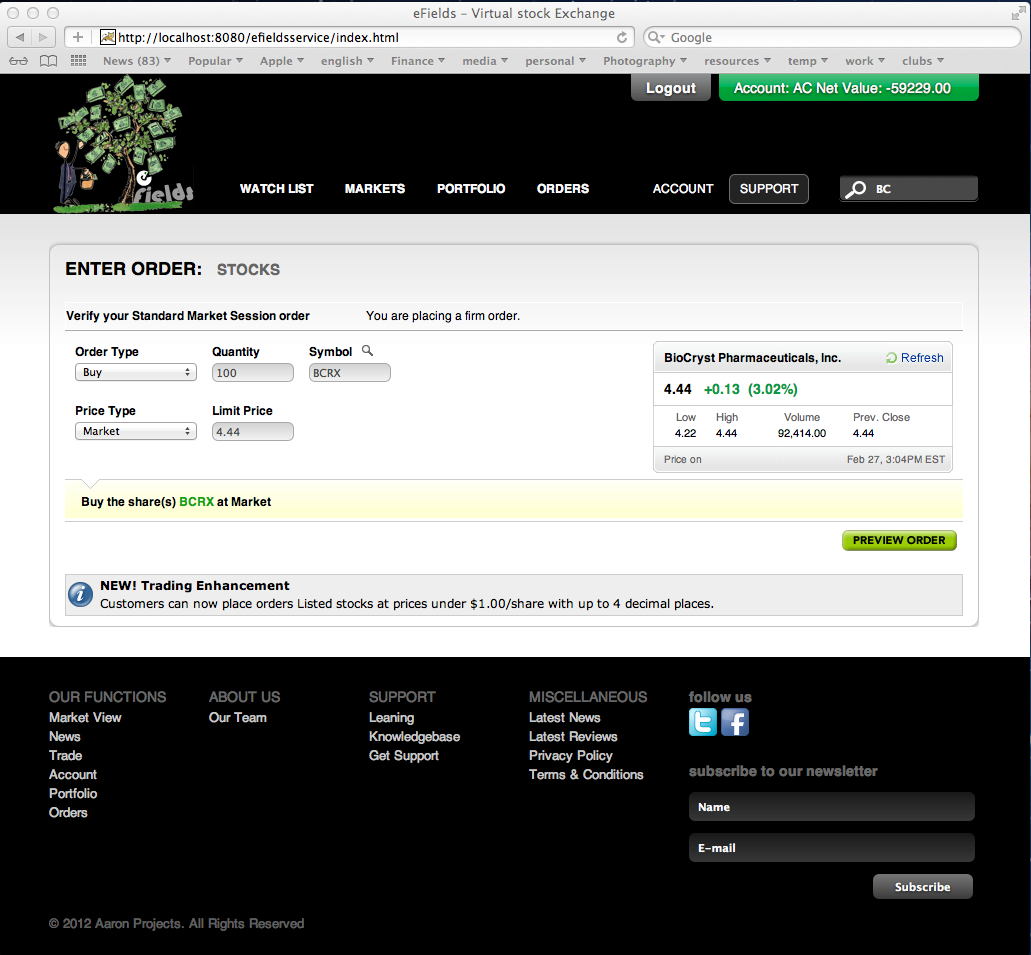 eFields – Virtual stock Exchange
http://localhost:8080/efieldsservice/index.html
Google
News (83) Popular Apple english Finance media personal Photography resources temp work clubs
Logout
Account: AC Net Value: -59229.00
eFields
WATCH LIST MARKETS PORTFOLIO ORDERS ACCOUNT SUPPORT BC
ENTER ORDER: STOCKS
Verify your Standard Market Session order You are placing a firm order.
Order Type Quantity Symbol
Buy 100 BCRX
Price Type Limit Price
Market 4.44
BioCryst Pharmaceuticals, Inc. Refresh
4.44 +0.13 (3.02%)
Low High Volume Prev. Close
4.22 4.44 92,414.00 4.44
Price on Feb 27, 3:04PM EST
Buy the share(s) BCRX at Market
PREVIEW ORDER
NEW! Trading Enhancement
Customers can now place orders Listed stocks at prices under $1.00/share with up to 4 decimal places.
OUR FUNCTIONS
Market View
News
Trade
Account
Portfolio
Orders
ABOUT US
Our Team
SUPPORT
Leaning
Knowledgebase
Get Support
MISCELLANEOUS
Latest News
Latest Reviews
Privacy Policy
Terms & Conditions
follow us
subscribe to our newsletter
Name
E-mail
Subscribe
© 2012 Aaron Projects. All Rights Reserved